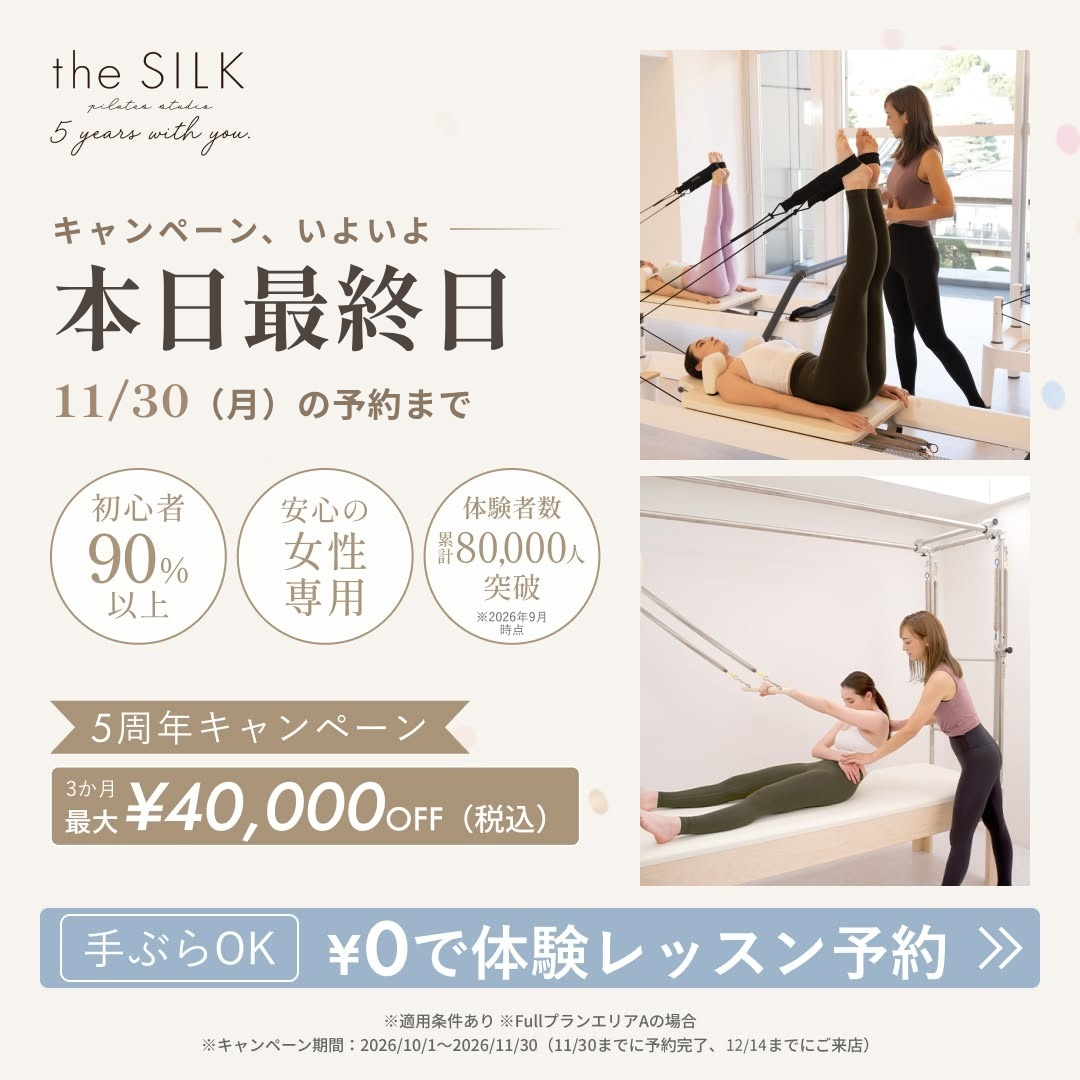 the SILK
pilates studio
5 years with you.
キャンペーン、いよいよ
本日最終日
11/30（月）の予約まで
初心者
90%
以上
安心の
女性
専用
体験者数
累計80,000人
突破
※2026年9月
時点
5周年キャンペーン
3か月
最大¥40,000OFF（税込）
手ぶらOK
¥0で体験レッスン予約
※適用条件あり ※FullプランエリアAの場合
※キャンペーン期間：2026/10/1〜2026/11/30（11/30までに予約完了、12/14までにご来店）